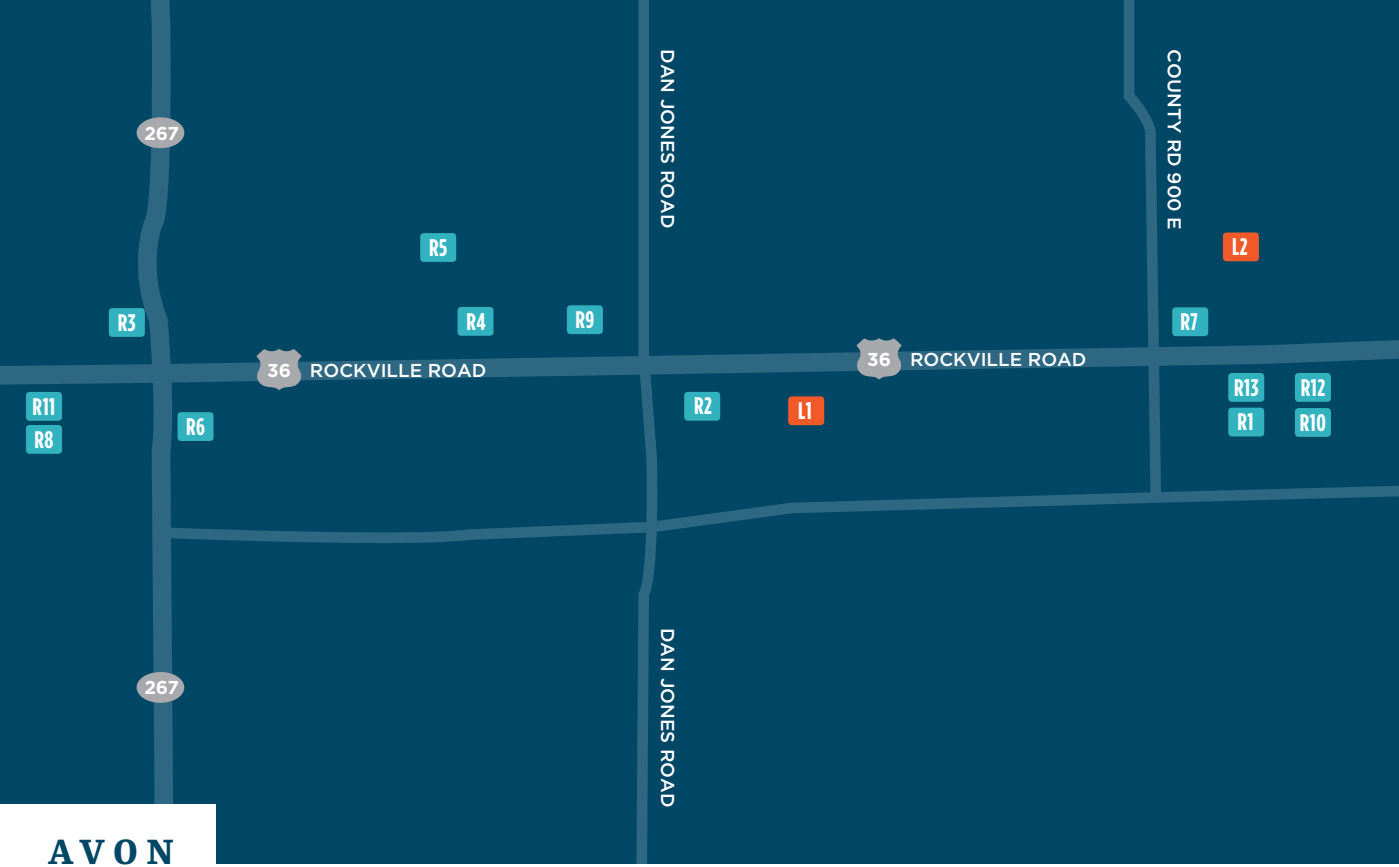 DAN JONES ROAD
COUNTY RD 900 E
267
R5
L2
R3
R4
R9
R7
36 ROCKVILLE ROAD
36 ROCKVILLE ROAD
R11
R8
R6
R2
L1
R13
R12
R1
R10
267
DAN JONES ROAD
AVON